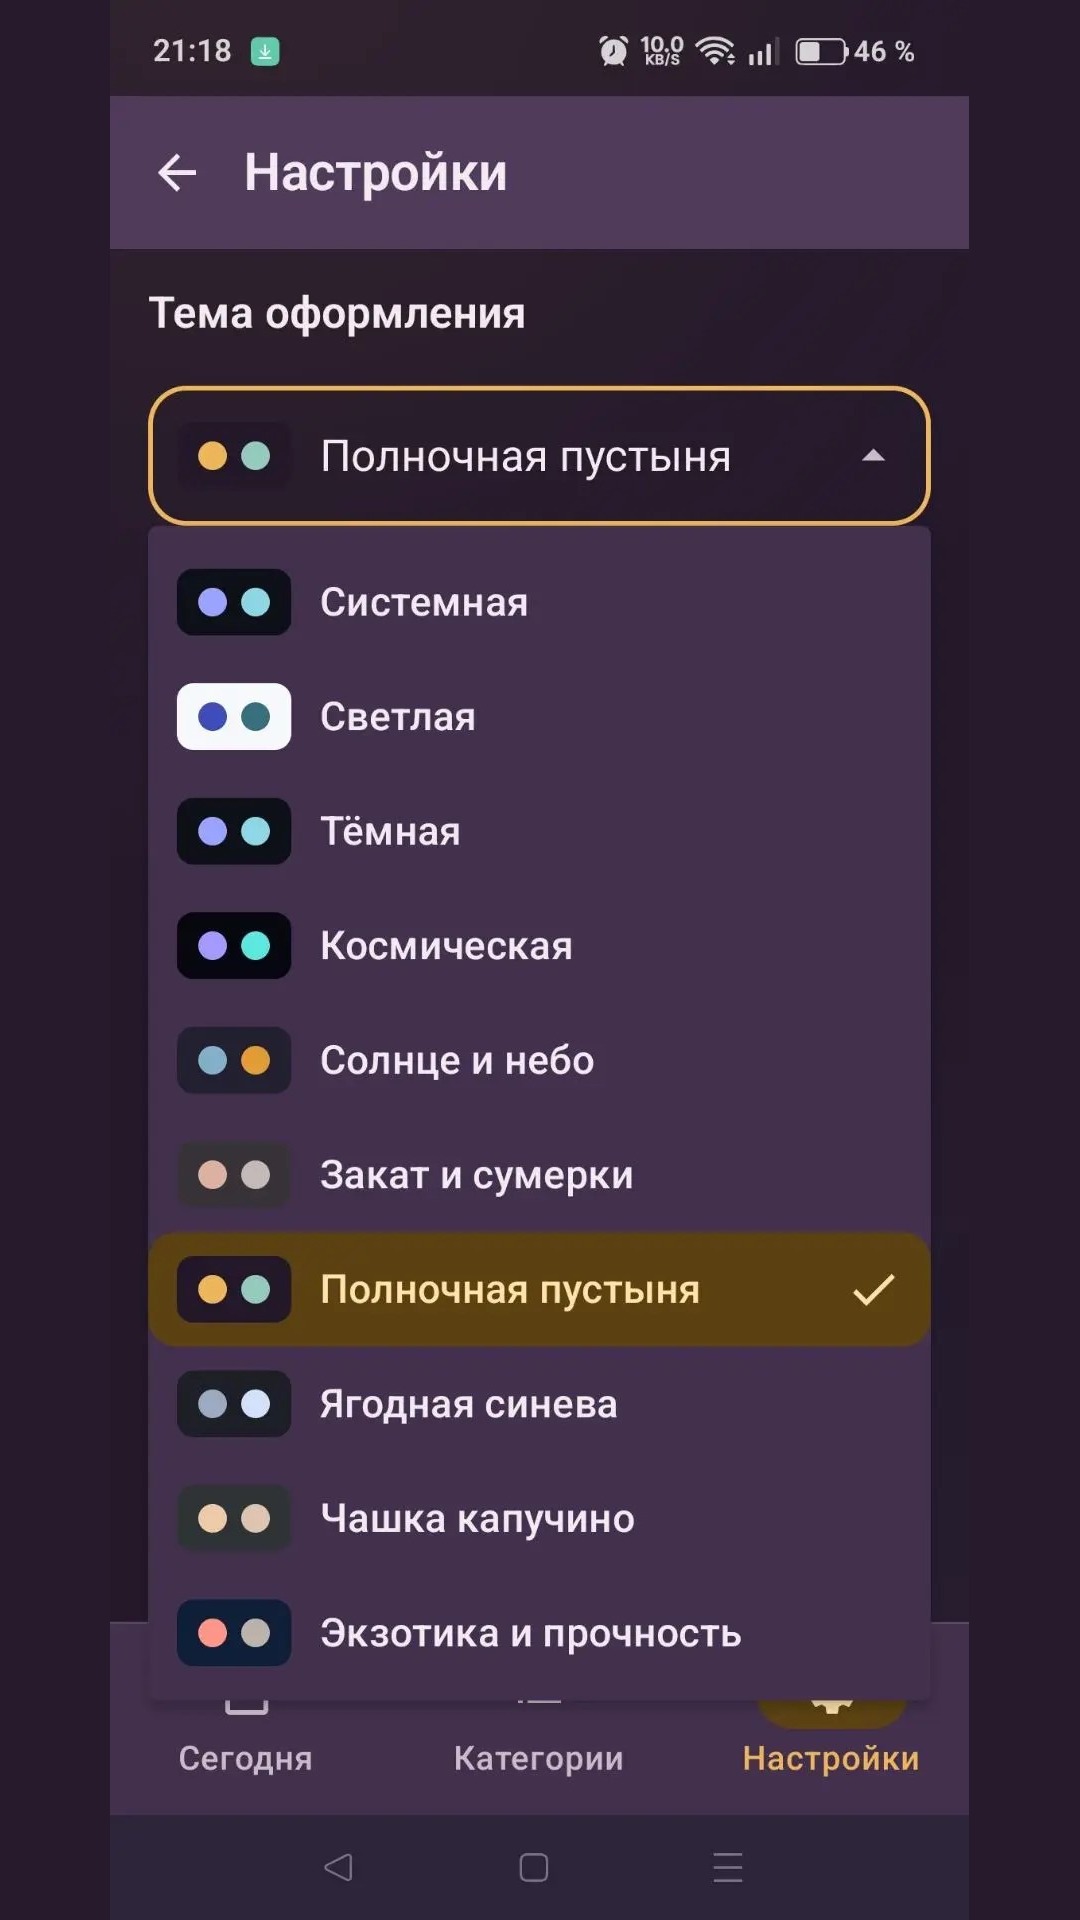 21:18
10.0
KB/S
46 %
Настройки
Тема оформления
Полночная пустыня
Системная
Светлая
Тёмная
Космическая
Солнце и небо
Закат и сумерки
Полночная пустыня
Ягодная синева
Чашка капучино
Экзотика и прочность
Сегодня
Категории
Настройки